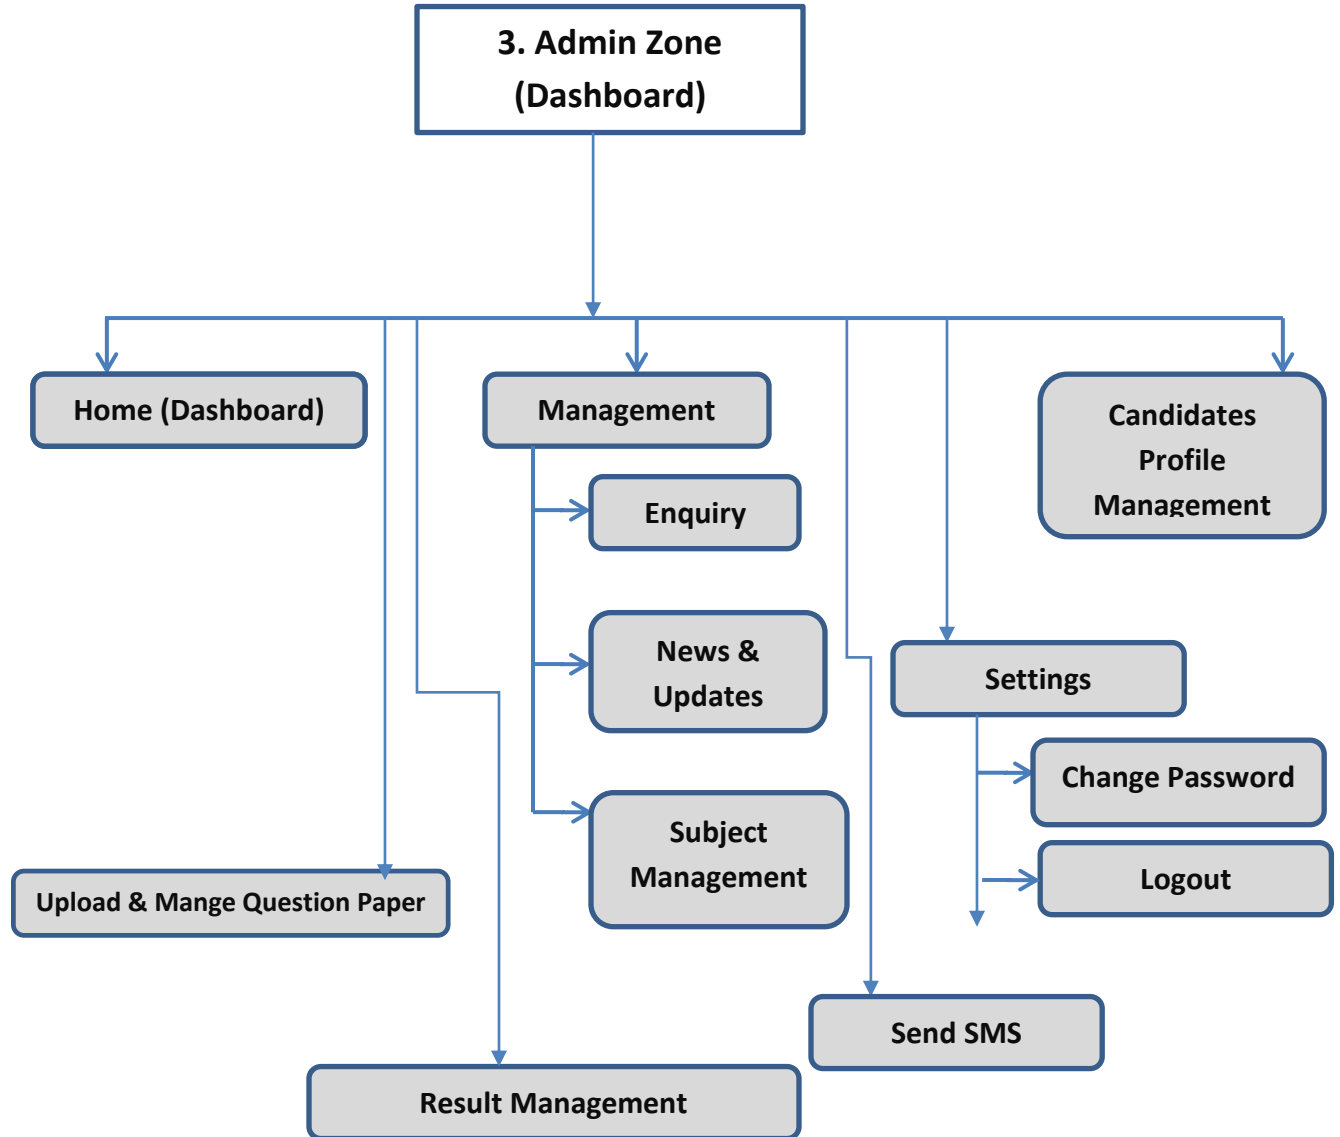 3. Admin Zone
(Dashboard)
Home (Dashboard)
Management
Candidates
Profile
Management
Enquiry
News &
Updates
Settings
Change Password
Subject
Management
Logout
Upload & Mange Question Paper
Send SMS
Result Management